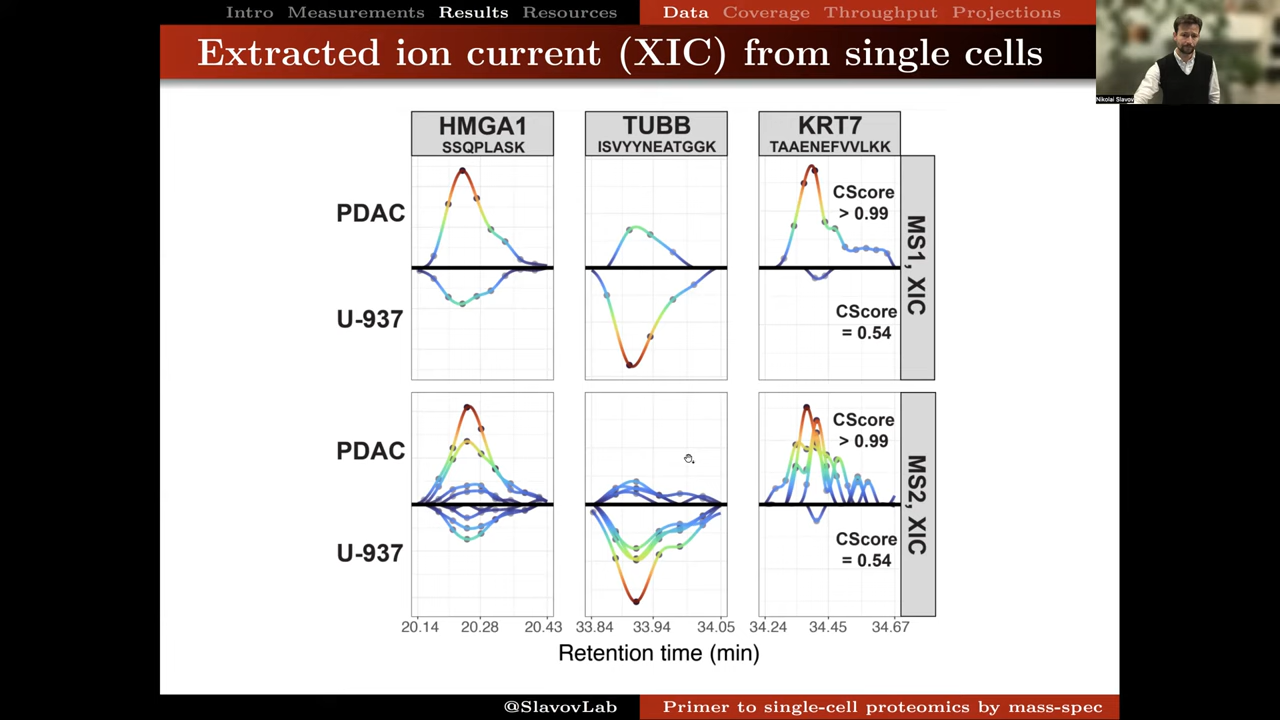 Intro Measurements Results Resources Data Coverage Throughput Projections
Extracted ion current (XIC) from single cells
Nikolai Slavov
HMGA1
SSQPLASK
TUBB
ISVYYNEATGGK
KRT7
TAAENEFVVLKK
PDAC
CScore
> 0.99
U-937
CScore
= 0.54
MS1, XIC
PDAC
CScore
> 0.99
U-937
CScore
= 0.54
MS2, XIC
20.14 20.28 20.43 33.84 33.94 34.05 34.24 34.45 34.67
Retention time (min)
@SlavovLab Primer to single-cell proteomics by mass-spec